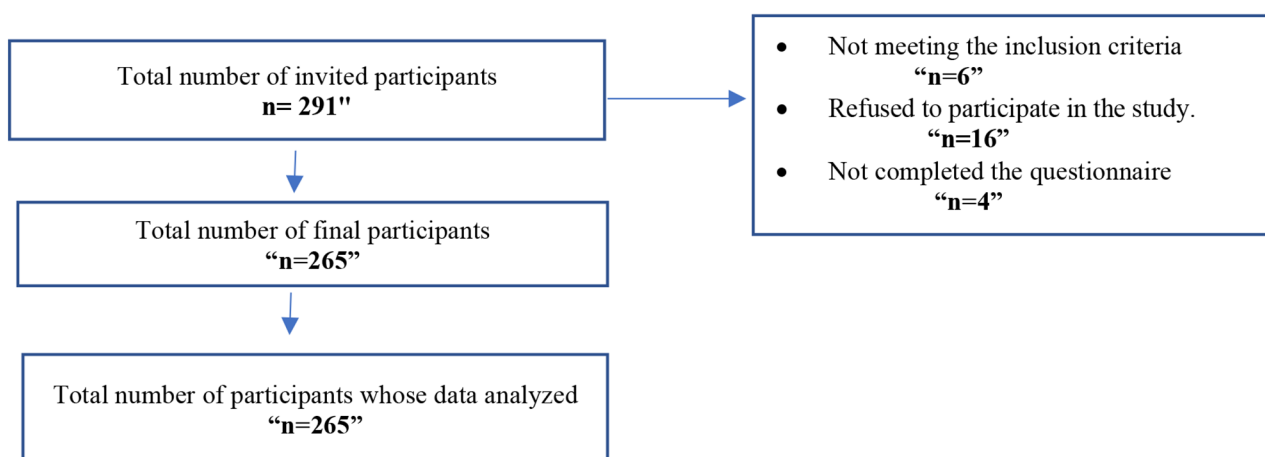 Total number of invited participants
n= 291"
• Not meeting the inclusion criteria
“n=6”
• Refused to participate in the study.
“n=16”
• Not completed the questionnaire
“n=4”
Total number of final participants
“n=265”
Total number of participants whose data analyzed
“n=265”